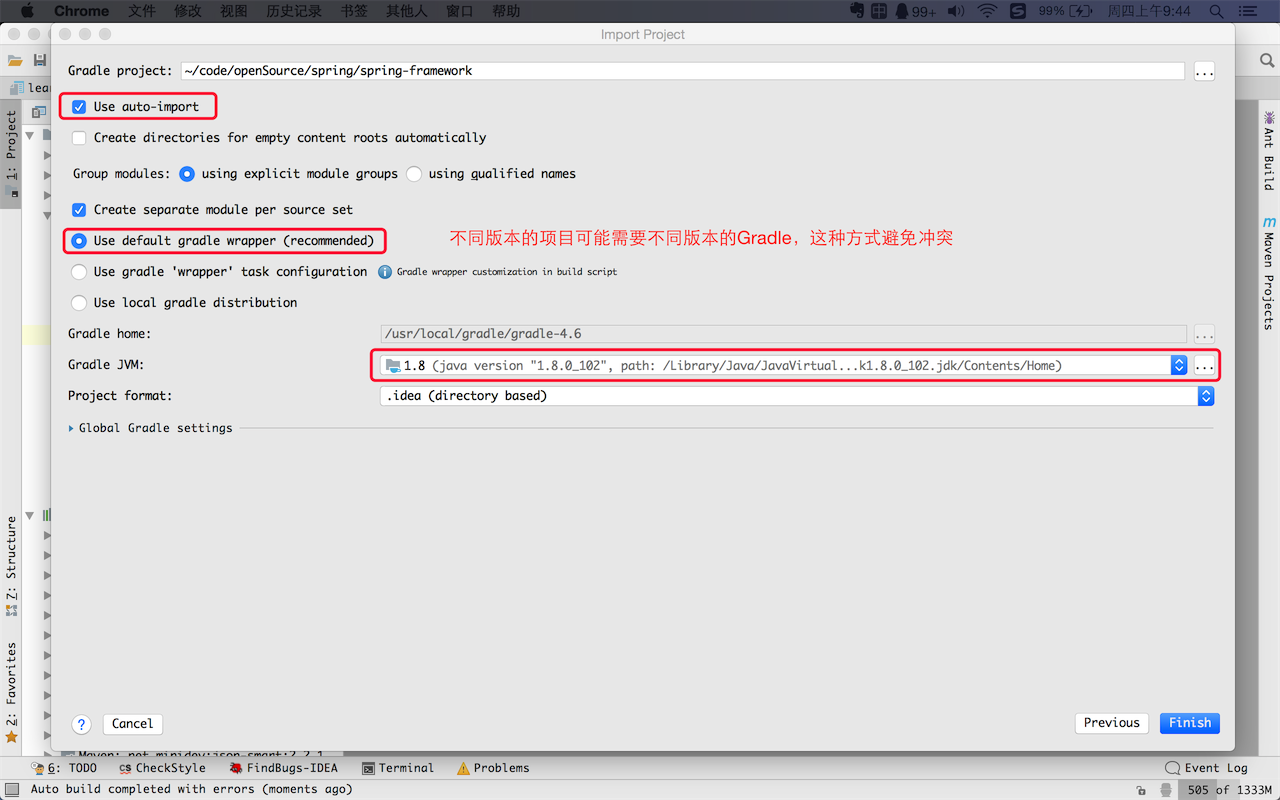 Chrome 文件 修改 视图 历史记录 书签 其他人 窗口 帮助 99+ 99% 周四上午9:44
Import Project
Gradle project: ~/code/openSource/spring/spring-framework ...
lear
Use auto-import
Create directories for empty content roots automatically
Group modules: using explicit module groups using qualified names
Create separate module per source set
Use default gradle wrapper (recommended) 不同版本的项目可能需要不同版本的Gradle，这种方式避免冲突
Use gradle 'wrapper' task configuration Gradle wrapper customization in build script
Use local gradle distribution
Gradle home: /usr/local/gradle/gradle-4.6 ...
Gradle JVM: 1.8 (java version "1.8.0_102", path: /Library/Java/JavaVirtual...k1.8.0_102.jdk/Contents/Home) ...
Project format: .idea (directory based)
Global Gradle settings
1: Project
Z: Structure
2: Favorites
Ant Build
m Maven Projects
? Cancel Previous Finish
6: TODO CS CheckStyle FindBugs-IDEA Terminal Problems Event Log
Auto build completed with errors (moments ago) 505 of 1333M